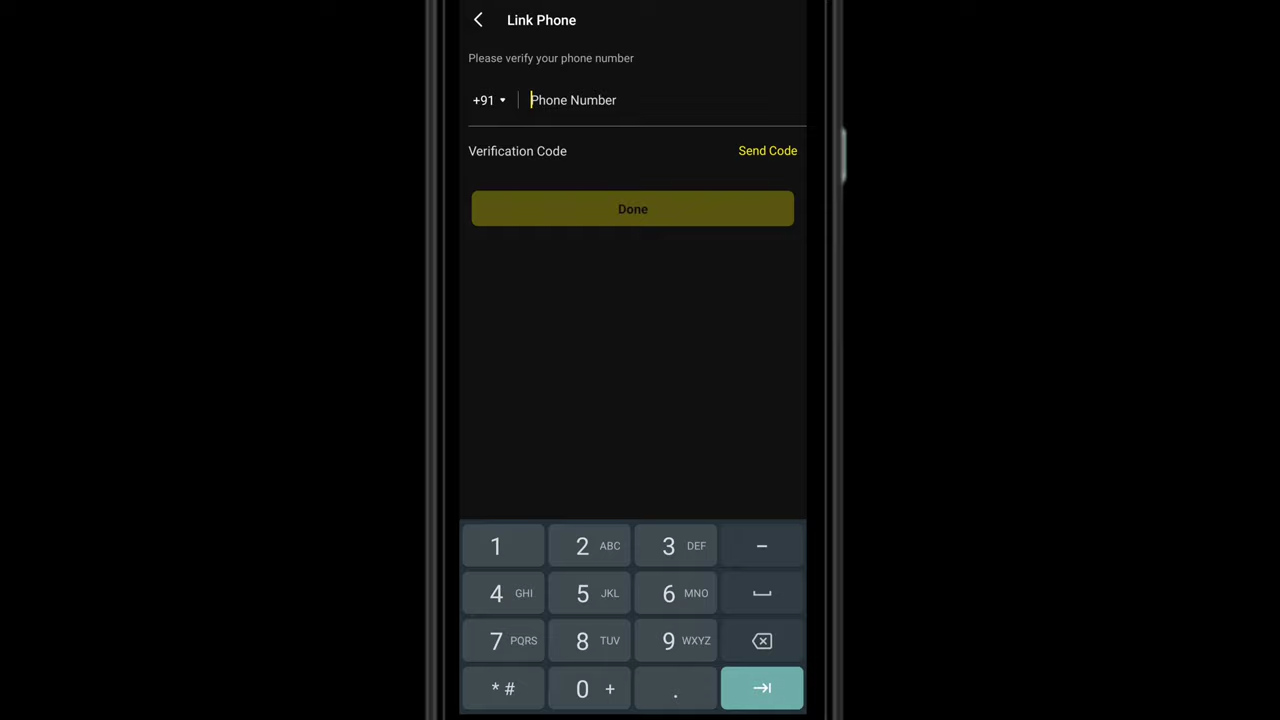 Link Phone
Please verify your phone number
+91 Phone Number
Verification Code Send Code
Done
1 2 ABC 3 DEF -
4 GHI 5 JKL 6 MNO
7 PQRS 8 TUV 9 WXYZ
* # 0 + .